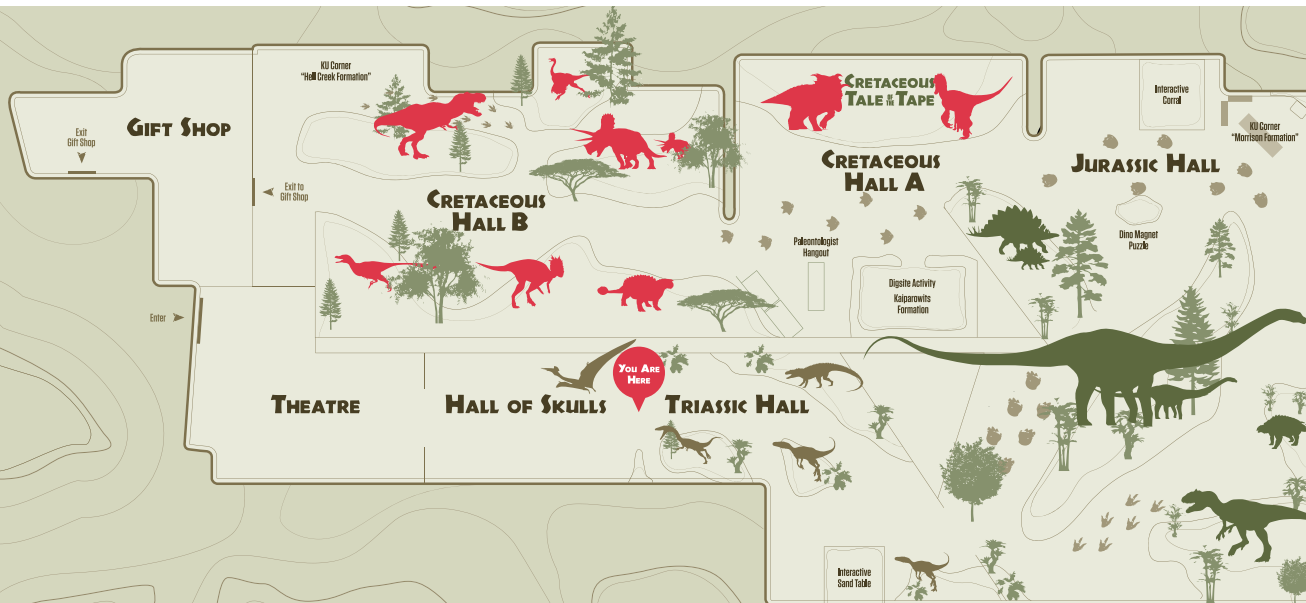 KU Corner
"Hell Creek Formation"
Gift Shop
Exit
Gift Shop
Exit to
Gift Shop
Cretaceous
Hall B
Cretaceous
Tale of the Tape
Cretaceous
Hall A
Interactive
Corral
KU Corner
"Morrison Formation"
Jurassic Hall
Dino Magnet
Puzzle
Paleontologist
Hangout
Digsite Activity
Kaiparowits
Formation
Enter
You Are
Here
Theatre
Hall of Skulls
Triassic Hall
Interactive
Sand Table